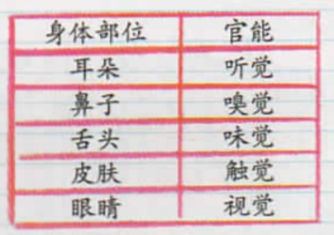 身体部位 官能
耳朵 听觉
鼻子 嗅觉
舌头 味觉
皮肤 触觉
眼睛 视觉